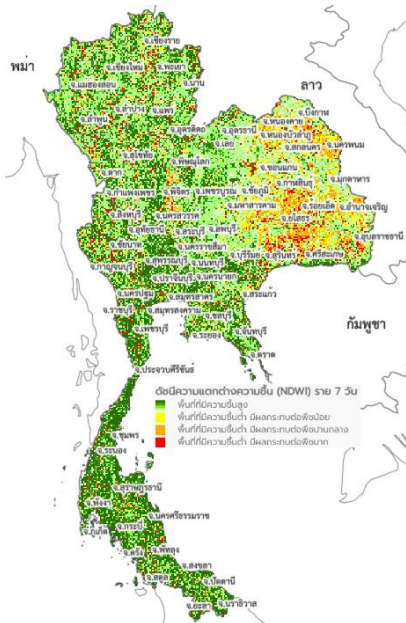 จ.เชียงราย
พม่า
จ.เชียงใหม่
จ.พะเยา
ลาว
จ.แม่ฮ่องสอน
จ.น่าน
จ.ลำปาง
จ.แพร่
จ.ลำพูน
จ.อุตรดิตถ์
จ.อุดรธานี
จ.บึงกาฬ
จ.หนองคาย
จ.หนองบัวลำภู
จ.เลย
จ.สกลนคร
จ.นครพนม
จ.สุโขทัย
จ.พิษณุโลก
จ.ขอนแก่น
จ.ตาก
จ.มุกดาหาร
จ.กาฬสินธุ์
จ.กำแพงเพชร
จ.พิจิตร
จ.เพชรบูรณ์
จ.ชัยภูมิ
จ.มหาสารคาม
จ.ร้อยเอ็ด
จ.อำนาจเจริญ
จ.สิงหบุรี
จ.นครสวรรค์
จ.ยโสธร
จ.อุทัยธานี
จ.สระบุรี
จ.ลพบุรี
จ.อุบลราชธานี
จ.ชัยนาท
จ.นครราชสีมา
จ.บุรีรัมย์
จ.สุรินทร์
จ.ศรีสะเกษ
จ.สุพรรณบุรี
จ.นนทบุรี
จ.กาญจนบุรี
จ.ปราจีนบุรี
จ.นครนายก
จ.สระแก้ว
จ.นครปฐม
จ.สมุทรสาคร
จ.ราชบุรี
จ.สมุทรสงคราม
จ.ชลบุรี
กัมพูชา
จ.เพชรบุรี
จ.ระยอง
จ.จันทบุรี
จ.ตราด
จ.ประจวบคีรีขันธ์
ดัชนีความแตกต่างความชื้น (NDWI) ราย 7 วัน
พื้นที่ที่มีความชื้นสูง
พื้นที่ที่มีความชื้นต่ำ มีผลกระทบต่อพืชน้อย
พื้นที่ที่มีความชื้นต่ำ มีผลกระทบต่อพืชปานกลาง
พื้นที่ที่มีความชื้นต่ำ มีผลกระทบต่อพืชมาก
จ.ชุมพร
จ.ระนอง
จ.สุราษฎร์ธานี
จ.พังงา
จ.นครศรีธรรมราช
จ.กระบี่
จ.ภูเก็ต
จ.ตรัง
จ.พัทลุง
จ.สงขลา
จ.สตูล
จ.ปัตตานี
จ.ยะลา
จ.นราธิวาส